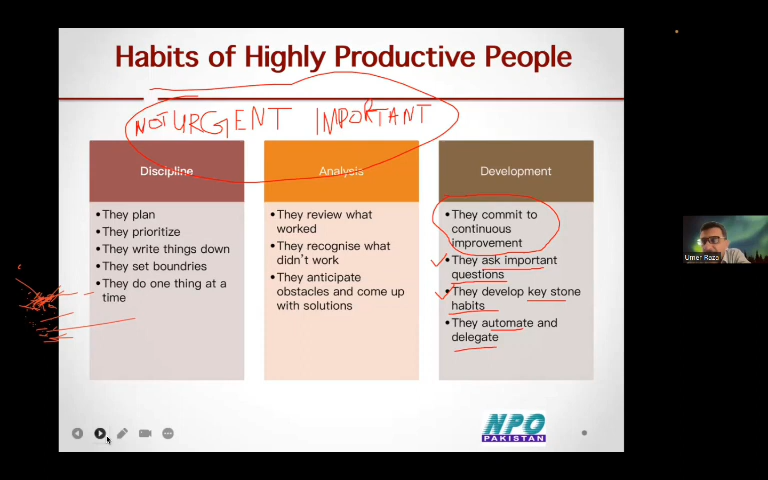 Habits of Highly Productive People
NOT URGENT IMPORTANT
Discipline
• They plan
• They prioritize
• They write things down
• They set boundries
• They do one thing at a
time
Analysis
• They review what
worked
• They recognise what
didn't work
• They anticipate
obstacles and come up
with solutions
Development
• They commit to
continuous
improvement
• They ask important
questions
• They develop key stone
habits
• They automate and
delegate
NPO
PAKISTAN
Umer Raza